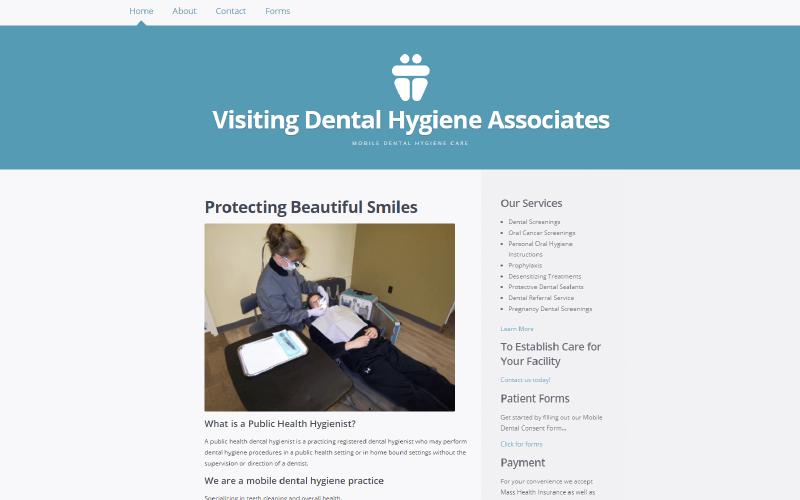 Home About Contact Forms
Visiting Dental Hygiene Associates
MOBILE DENTAL HYGIENE CARE
Protecting Beautiful Smiles
What is a Public Health Hygienist?
A public health dental hygienist is a practicing registered dental hygienist who may perform
dental hygiene procedures in a public health setting or in home bound settings without the
supervision or direction of a dentist.
We are a mobile dental hygiene practice
Specializing in teeth cleaning and overall health.
Our Services
Dental Screenings
Oral Cancer Screenings
Personal Oral Hygiene
Instructions
Prophylaxis
Desensitizing Treatments
Protective Dental Sealants
Dental Referral Service
Pregnancy Dental Screenings
Learn More
To Establish Care for
Your Facility
Contact us today!
Patient Forms
Get started by filling out our Mobile
Dental Consent Form...
Click for forms
Payment
For your convenience we accept
Mass Health Insurance as well as